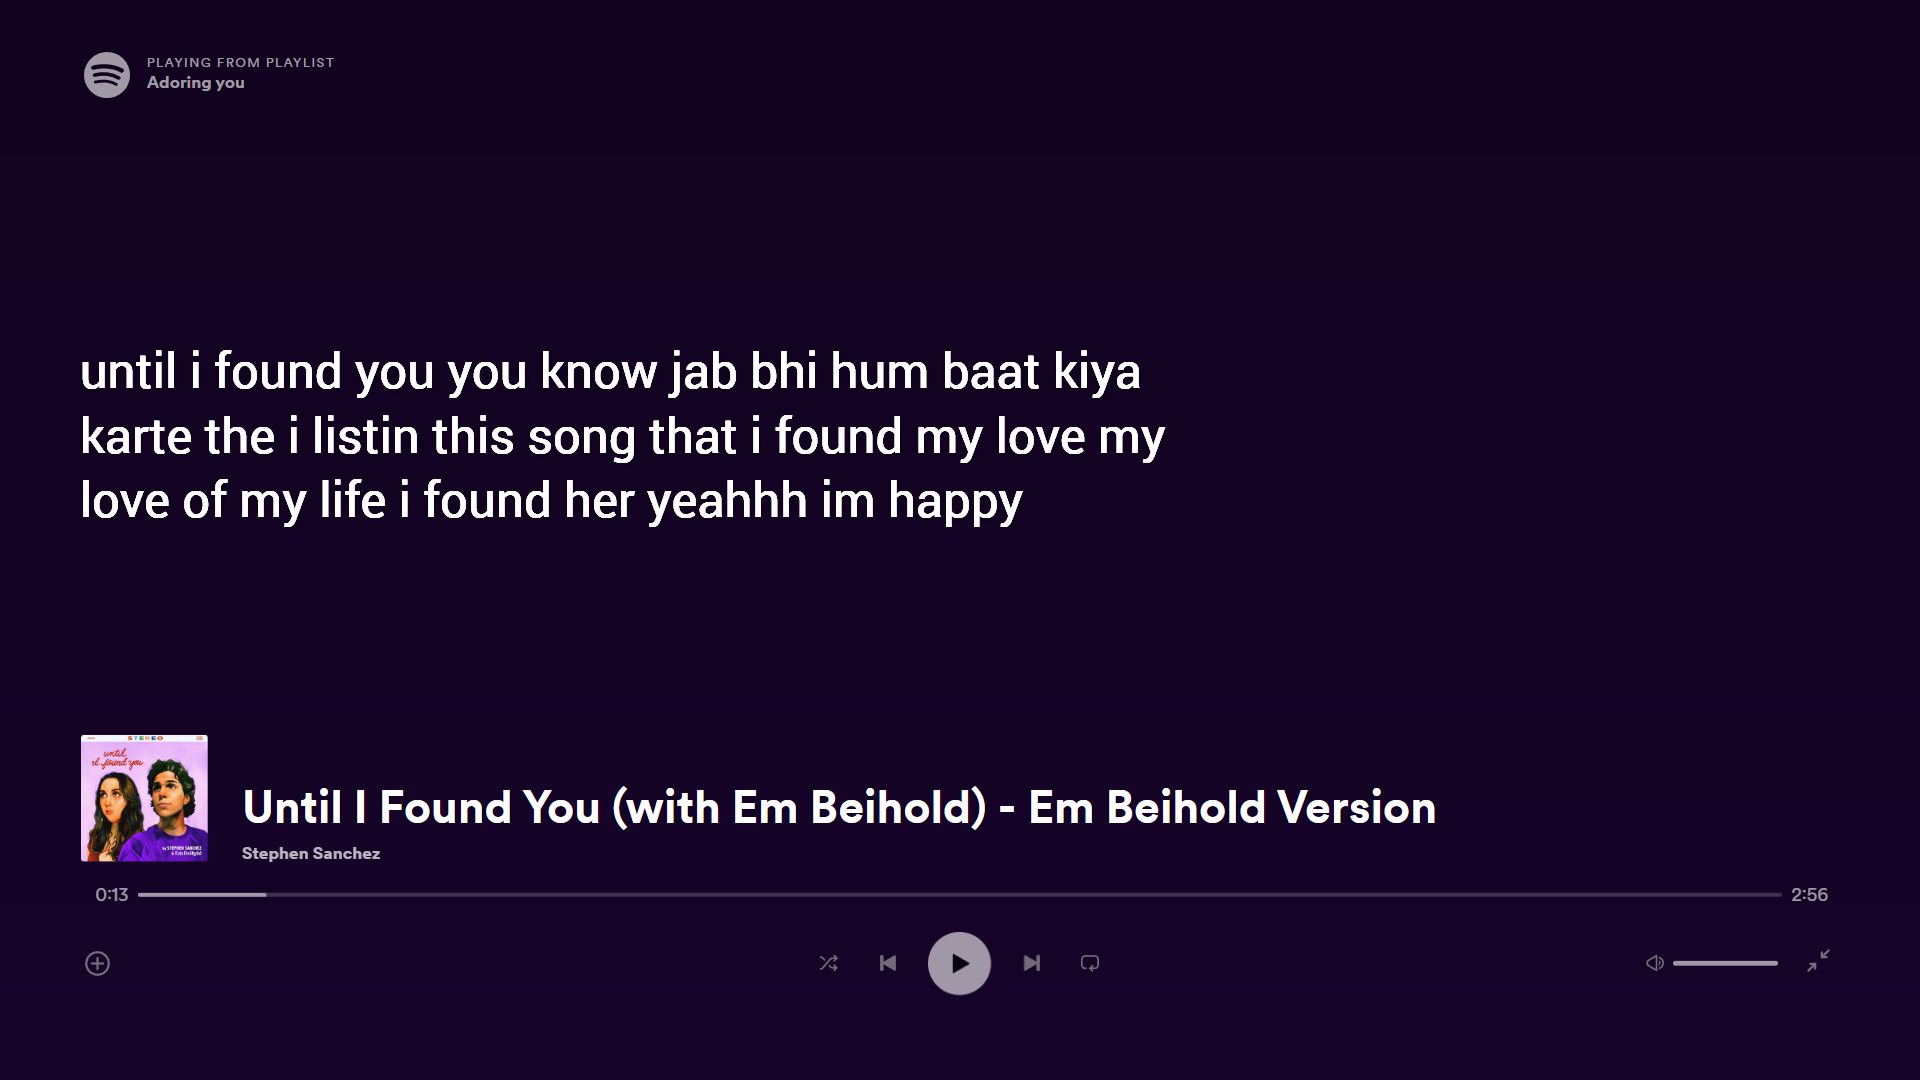 PLAYING FROM PLAYLIST
Adoring you
until i found you you know jab bhi hum baat kiya
karte the i listin this song that i found my love my
love of my life i found her yeahhh im happy
STEREO
until
I found you
by STEPHEN SANCHEZ
& Em Beihold
Until I Found You (with Em Beihold) - Em Beihold Version
Stephen Sanchez
0:13
2:56